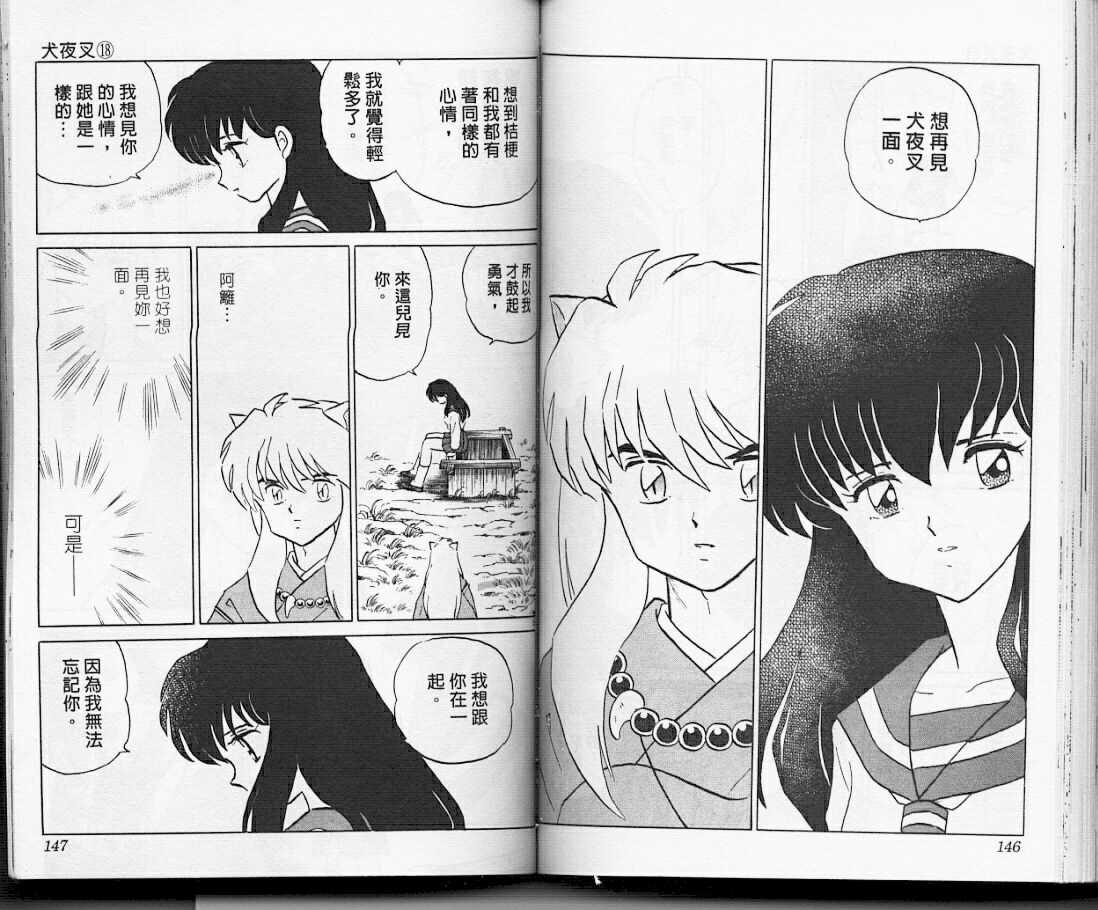 犬夜叉⑱
想再見
犬夜叉
一面。
146
想到桔梗
和我都有
著同樣的
心情，
我就覺得輕
鬆多了。
我想見你
的心情，
跟她是一
樣的…
所以我
才鼓起
勇氣，
來這兒見
你。
阿籬…
我也好想
再見妳一
面。
可是——
我想跟
你在一
起。
因為我無法
忘記你。
147